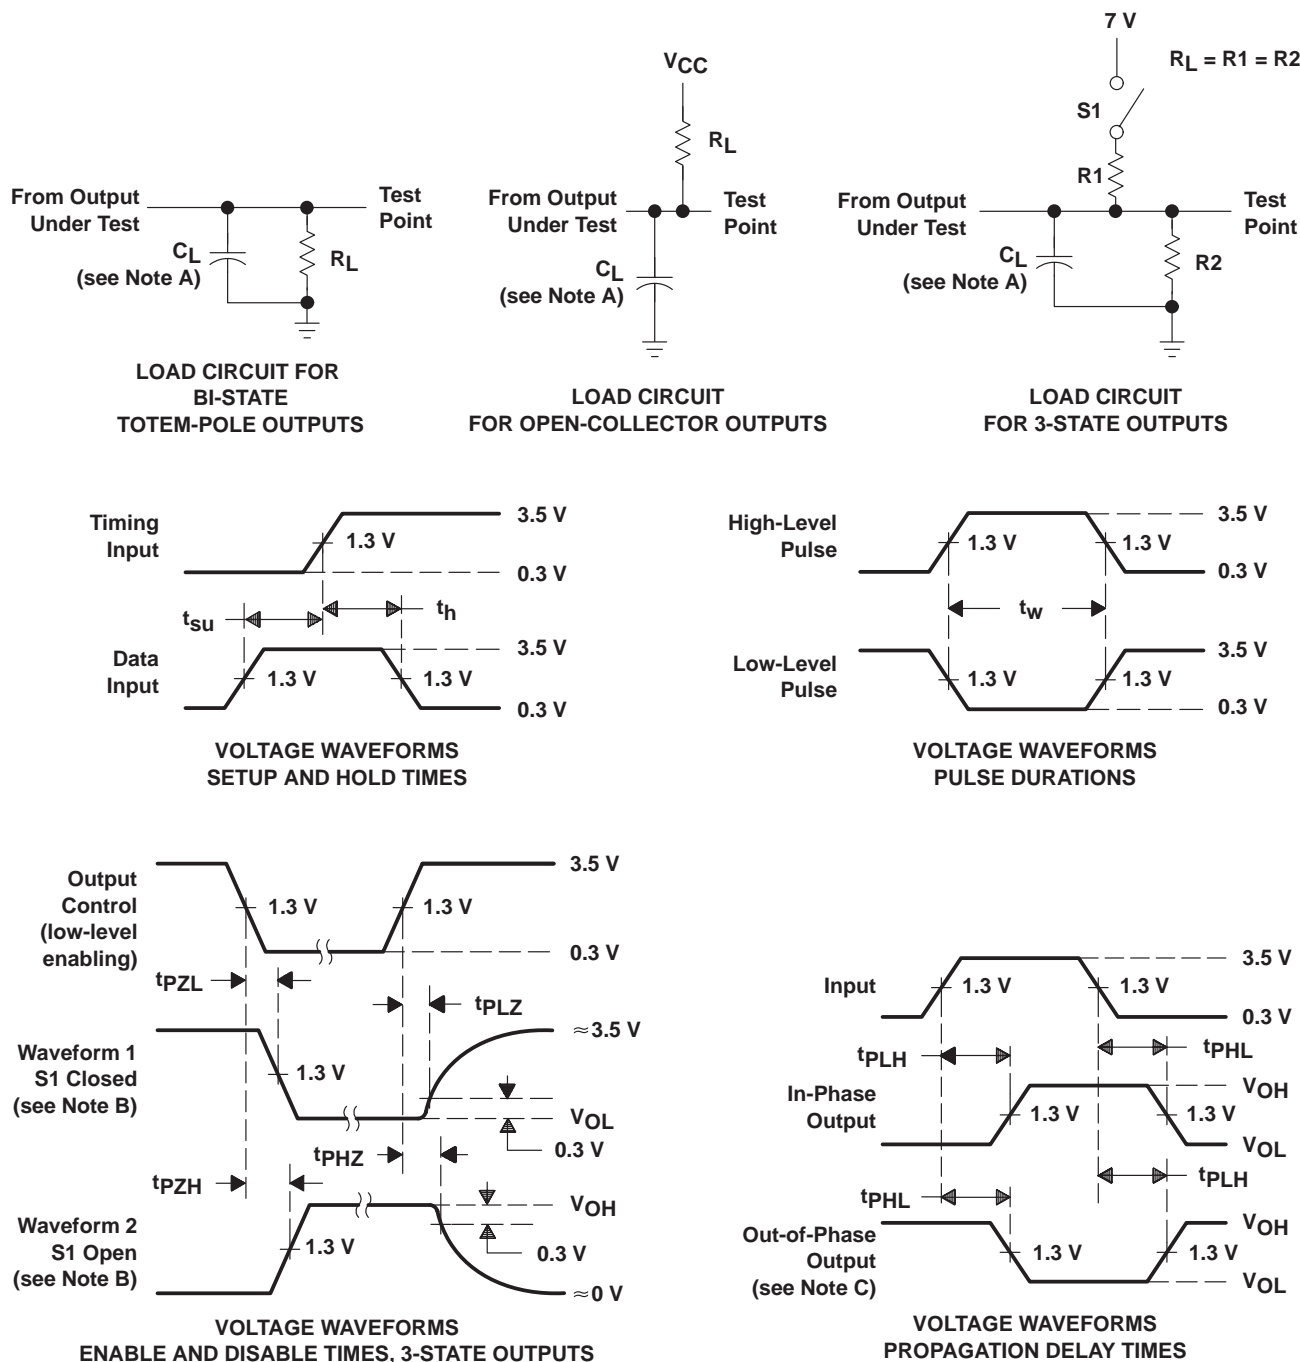 7 V
RL = R1 = R2
S1
R1
From Output
Under Test
Test
Point
CL
(see Note A)
R2
LOAD CIRCUIT
FOR 3-STATE OUTPUTS
VCC
RL
From Output
Under Test
Test
Point
CL
(see Note A)
LOAD CIRCUIT
FOR OPEN-COLLECTOR OUTPUTS
From Output
Under Test
Test
Point
CL
(see Note A)
RL
LOAD CIRCUIT FOR
BI-STATE
TOTEM-POLE OUTPUTS
Timing
Input
1.3 V
3.5 V
0.3 V
tsu
th
Data
Input
1.3 V
1.3 V
3.5 V
0.3 V
VOLTAGE WAVEFORMS
SETUP AND HOLD TIMES
High-Level
Pulse
1.3 V
1.3 V
3.5 V
0.3 V
tw
Low-Level
Pulse
1.3 V
1.3 V
3.5 V
0.3 V
VOLTAGE WAVEFORMS
PULSE DURATIONS
Output
Control
(low-level
enabling)
1.3 V
1.3 V
3.5 V
0.3 V
tPZL
tPLZ
Waveform 1
S1 Closed
(see Note B)
1.3 V
≈3.5 V
VOL
0.3 V
tPHZ
tPZH
Waveform 2
S1 Open
(see Note B)
1.3 V
VOH
0.3 V
≈0 V
VOLTAGE WAVEFORMS
ENABLE AND DISABLE TIMES, 3-STATE OUTPUTS
Input
1.3 V
1.3 V
3.5 V
0.3 V
tPLH
tPHL
In-Phase
Output
1.3 V
1.3 V
VOH
VOL
tPHL
tPLH
Out-of-Phase
Output
(see Note C)
1.3 V
1.3 V
VOH
VOL
VOLTAGE WAVEFORMS
PROPAGATION DELAY TIMES